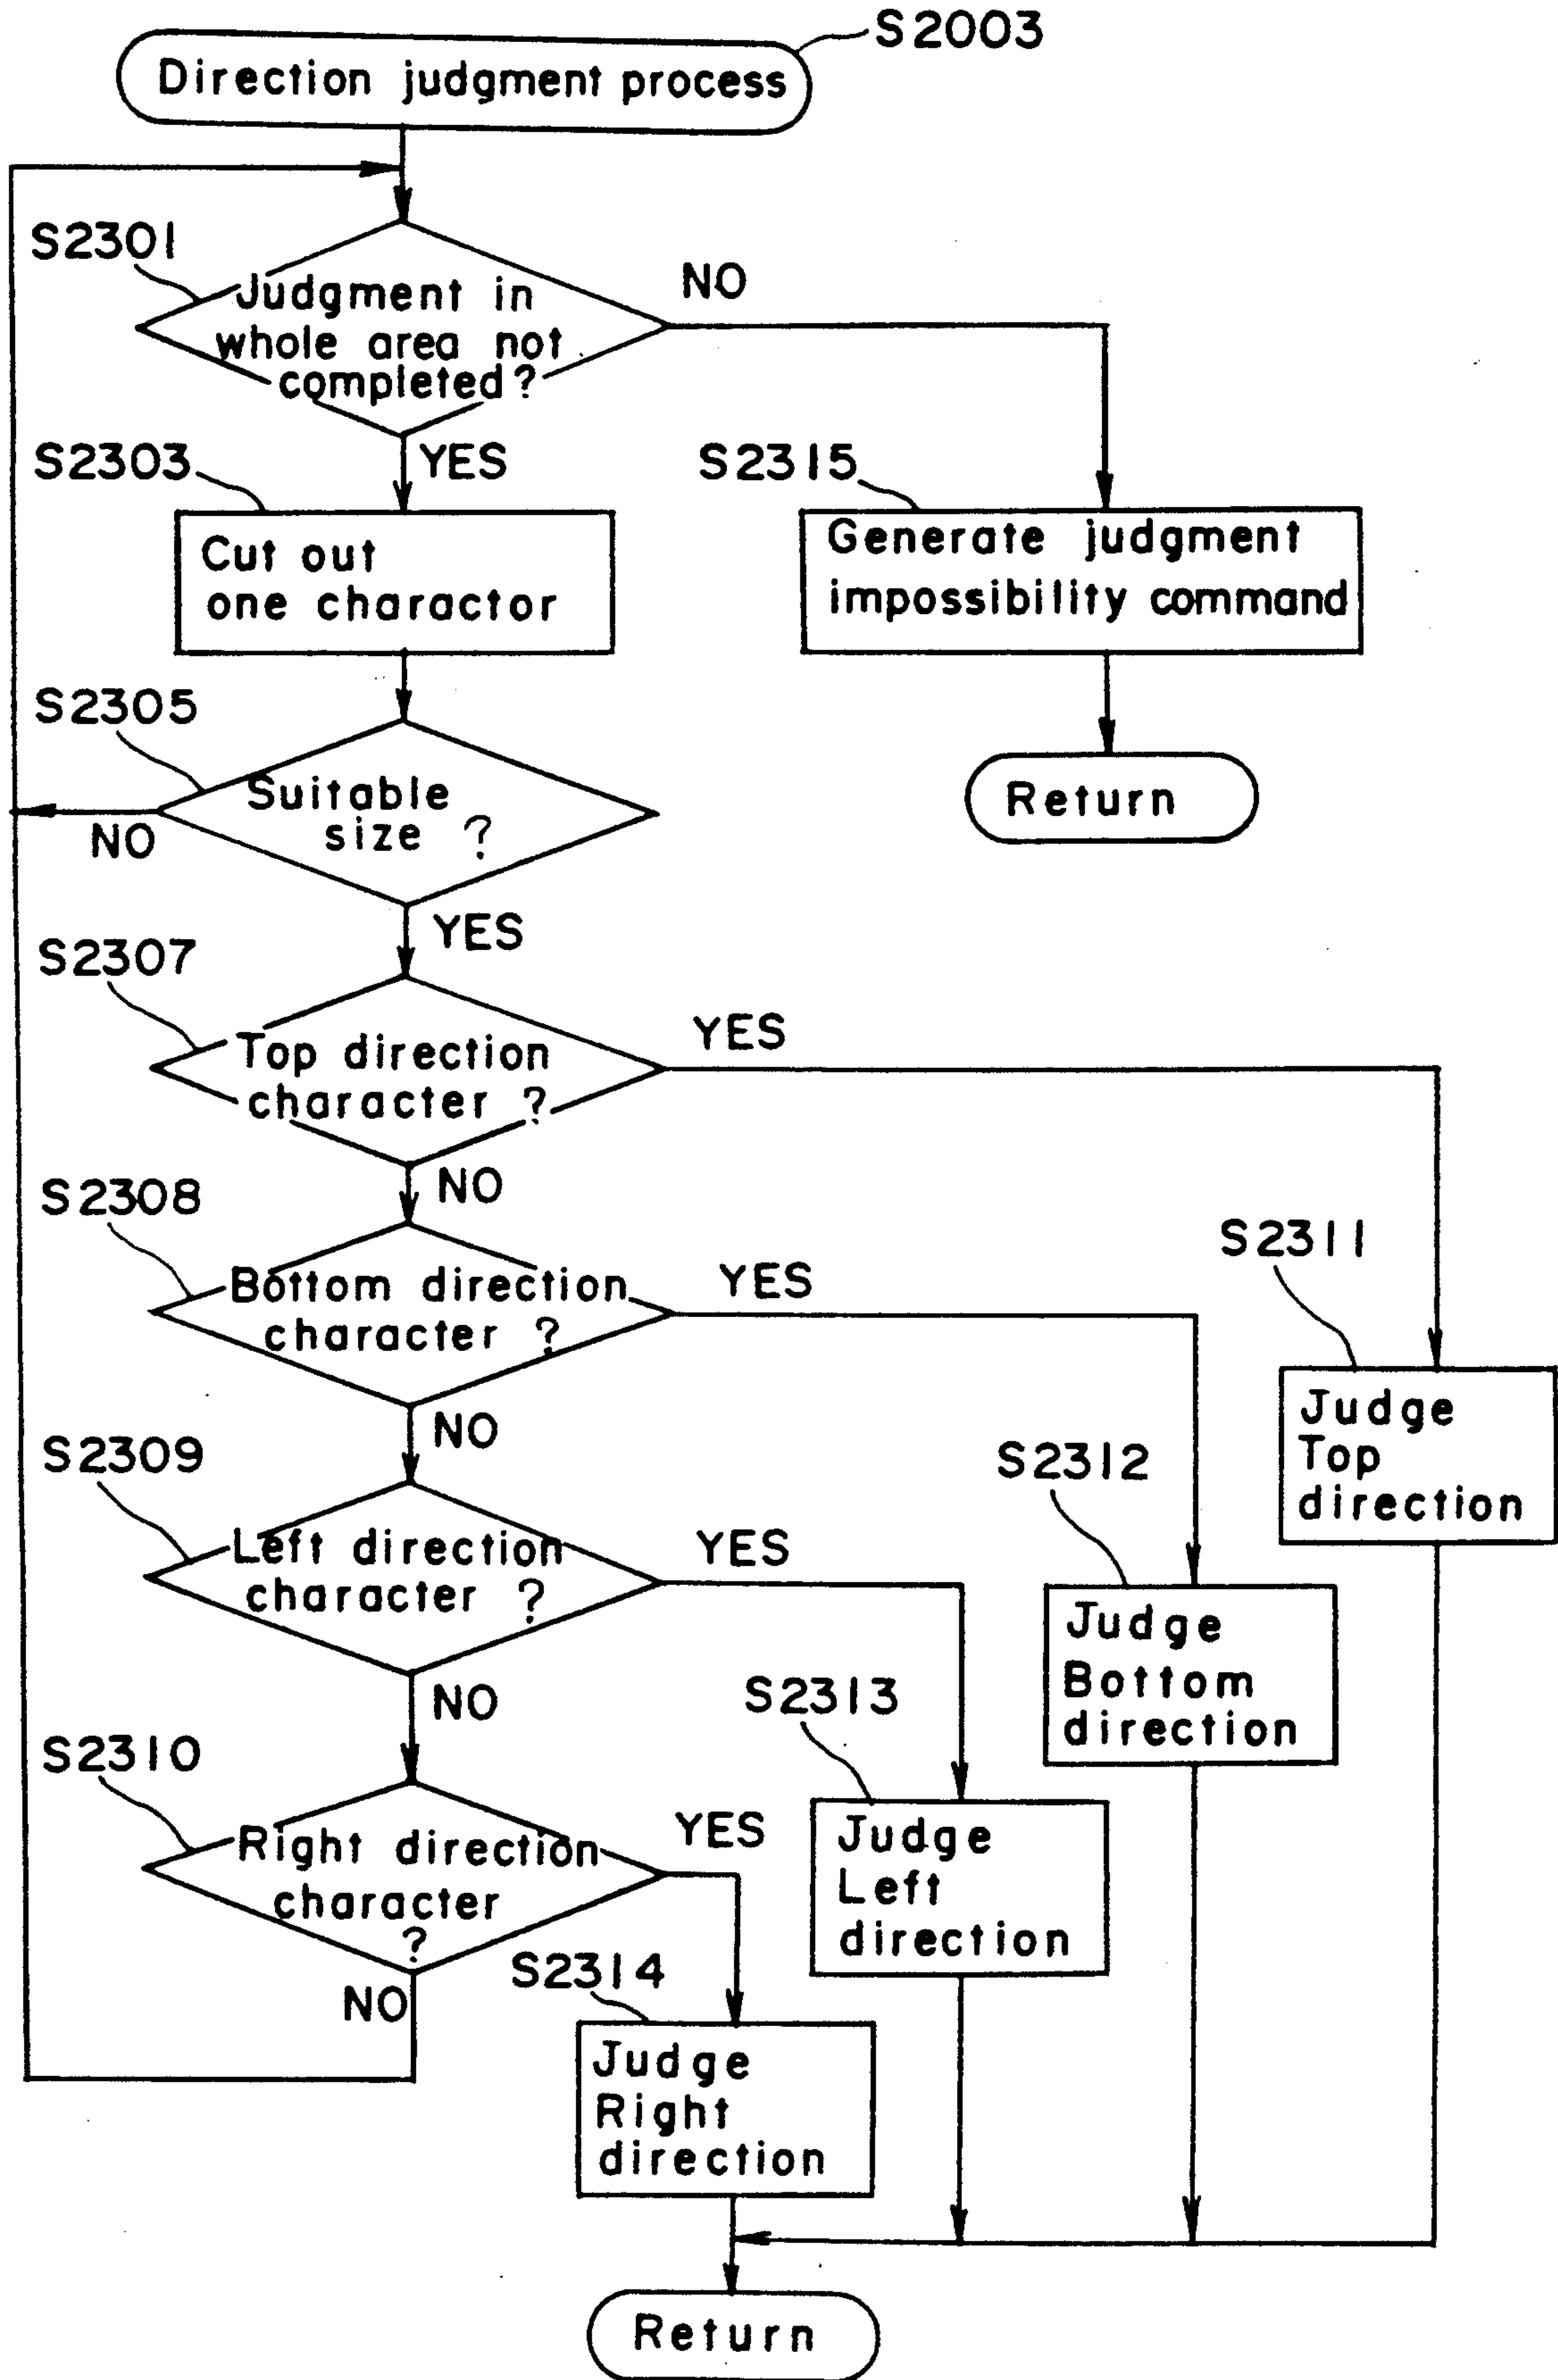 S2003
Direction judgment process
S2301
Judgment in
whole area not
completed?
NO
YES
S2303
Cut out
one charactor
S2315
Generate judgment
impossibility command
Return
S2305
Suitable
size ?
NO
YES
S2307
Top direction
character ?
YES
NO
S2308
Bottom direction
character ?
YES
NO
S2311
Judge
Top
direction
S2309
Left direction
character ?
YES
NO
S2312
Judge
Bottom
direction
S2310
Right direction
character
?
YES
NO
S2313
Judge
Left
direction
S2314
Judge
Right
direction
Return